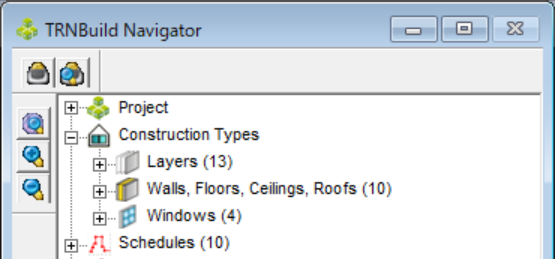 TRNBuild Navigator
Project
Construction Types
Layers (13)
Walls, Floors, Ceilings, Roofs (10)
Windows (4)
Schedules (10)